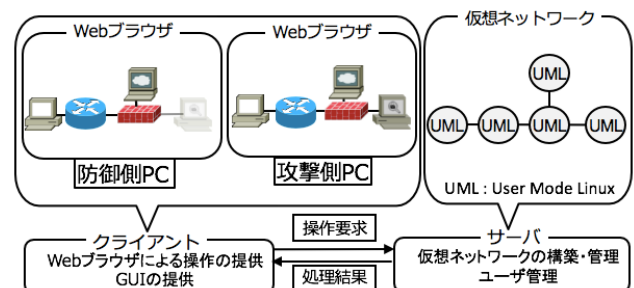 Webブラウザ
Webブラウザ
仮想ネットワーク
UML
UML
UML
UML
UML
防御側PC
攻撃側PC
UML : User Mode Linux
クライアント
Webブラウザによる操作の提供
GUIの提供
操作要求
処理結果
サーバ
仮想ネットワークの構築・管理
ユーザ管理